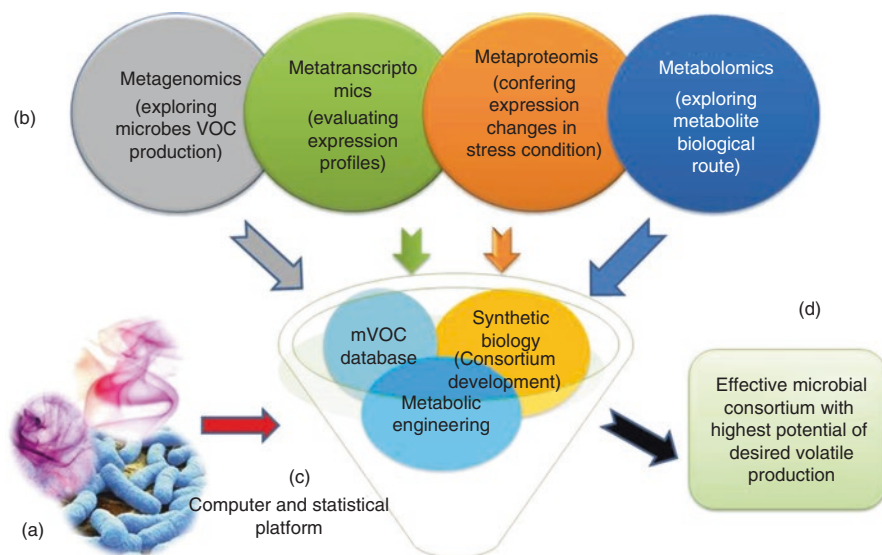 (b)
Metagenomics
(exploring
microbes VOC
production)
Metatranscripto
mics
(evaluating
expression
profiles)
Metaproteomis
(confering
expression
changes in
stress condition)
Metabolomics
(exploring
metabolite
biological
route)
mVOC
database
Synthetic
biology
(Consortium
development)
Metabolic
engineering
(d)
Effective microbial
consortium with
highest potential of
desired volatile
production
(c)
Computer and statistical
platform
(a)